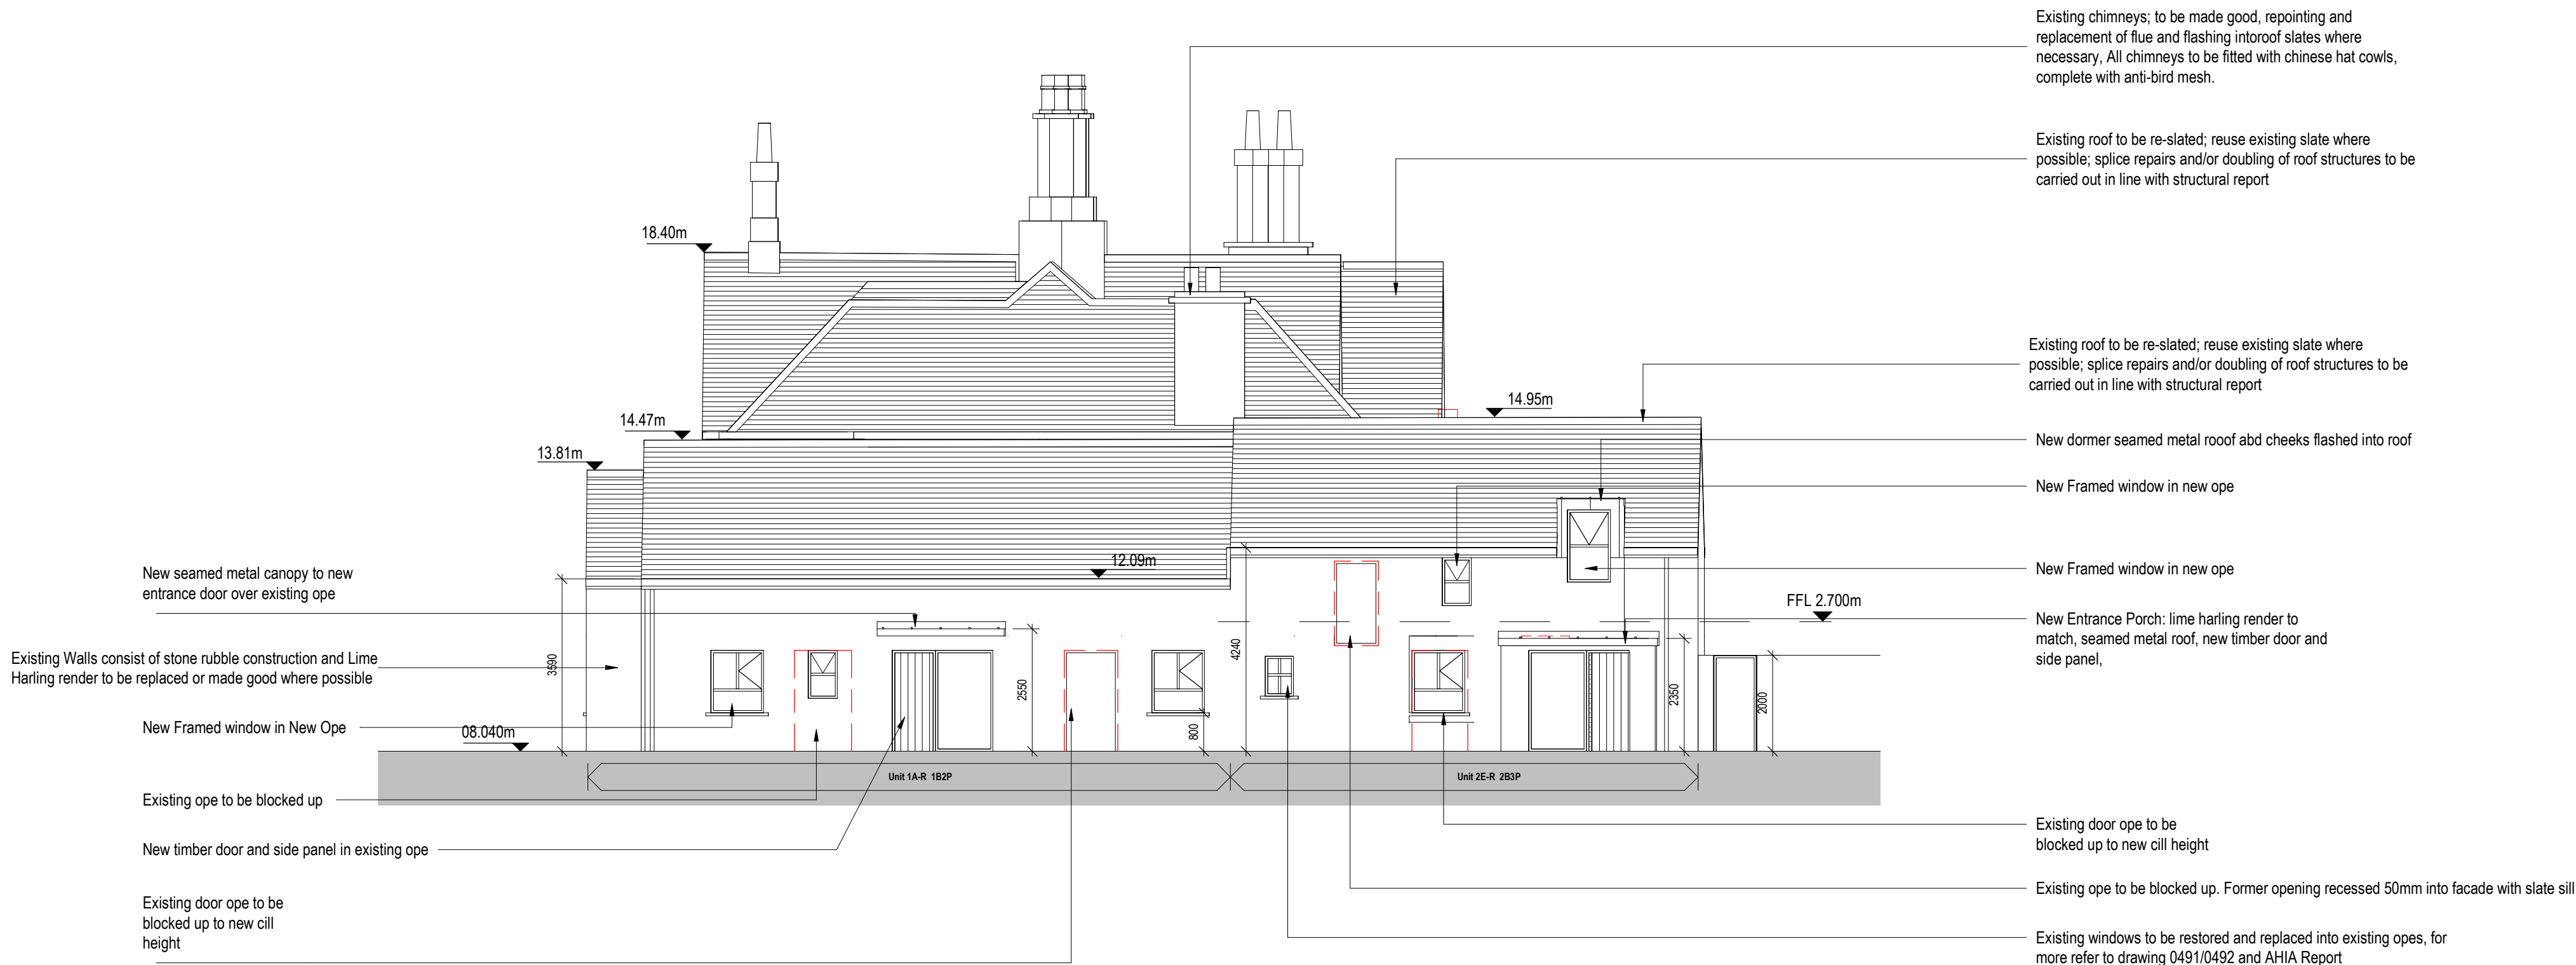 Existing chimneys; to be made good, repointing and
replacement of flue and flashing intoroof slates where
necessary, All chimneys to be fitted with chinese hat cowls,
complete with anti-bird mesh.
Existing roof to be re-slated; reuse existing slate where
possible; splice repairs and/or doubling of roof structures to be
carried out in line with structural report
18.40m
Existing roof to be re-slated; reuse existing slate where
possible; splice repairs and/or doubling of roof structures to be
carried out in line with structural report
14.95m
14.47m
13.81m
New dormer seamed metal rooof abd cheeks flashed into roof
New Framed window in new ope
12.09m
New seamed metal canopy to new
entrance door over existing ope
New Framed window in new ope
FFL 2.700m
New Entrance Porch: lime harling render to
match, seamed metal roof, new timber door and
side panel,
Existing Walls consist of stone rubble construction and Lime
Harling render to be replaced or made good where possible
3590
2550
800
4240
2350
2000
New Framed window in New Ope
08.040m
Unit 1A-R 1B2P
Unit 2E-R 2B3P
Existing ope to be blocked up
New timber door and side panel in existing ope
Existing door ope to be
blocked up to new cill
height
Existing door ope to be
blocked up to new cill height
Existing ope to be blocked up. Former opening recessed 50mm into facade with slate sill
Existing windows to be restored and replaced into existing opes, for
more refer to drawing 0491/0492 and AHIA Report